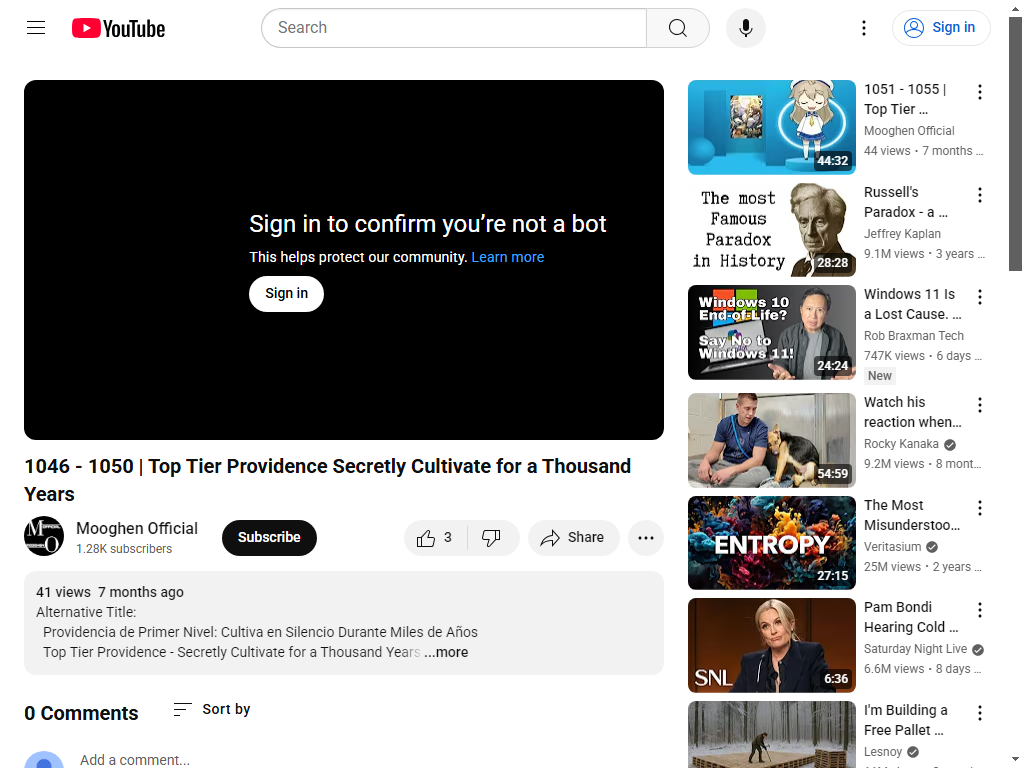 YouTube
Search
Sign in
Sign in to confirm you’re not a bot
This helps protect our community. Learn more
Sign in
1046 - 1050 | Top Tier Providence Secretly Cultivate for a Thousand
Years
Mooghen Official
1.28K subscribers
Subscribe
3
Share
41 views 7 months ago
Alternative Title:
Providencia de Primer Nivel: Cultiva en Silencio Durante Miles de Años
Top Tier Providence - Secretly Cultivate for a Thousand Years ...more
0 Comments
Sort by
Add a comment...
44:32
1051 - 1055 |
Top Tier ...
Mooghen Official
44 views • 7 months ...
The most
Famous
Paradox
in History
28:28
Russell's
Paradox - a ...
Jeffrey Kaplan
9.1M views • 3 years ...
Windows 10
End-of-Life?
Say No to
Windows 11!
24:24
Windows 11 Is
a Lost Cause. ...
Rob Braxman Tech
747K views • 6 days ...
New
54:59
Watch his
reaction when...
Rocky Kanaka
9.2M views • 8 mont...
ENTROPY
27:15
The Most
Misunderstoo...
Veritasium
25M views • 2 years ...
SNL
6:36
Pam Bondi
Hearing Cold ...
Saturday Night Live
6.6M views • 8 days ...
I'm Building a
Free Pallet ...
Lesnoy